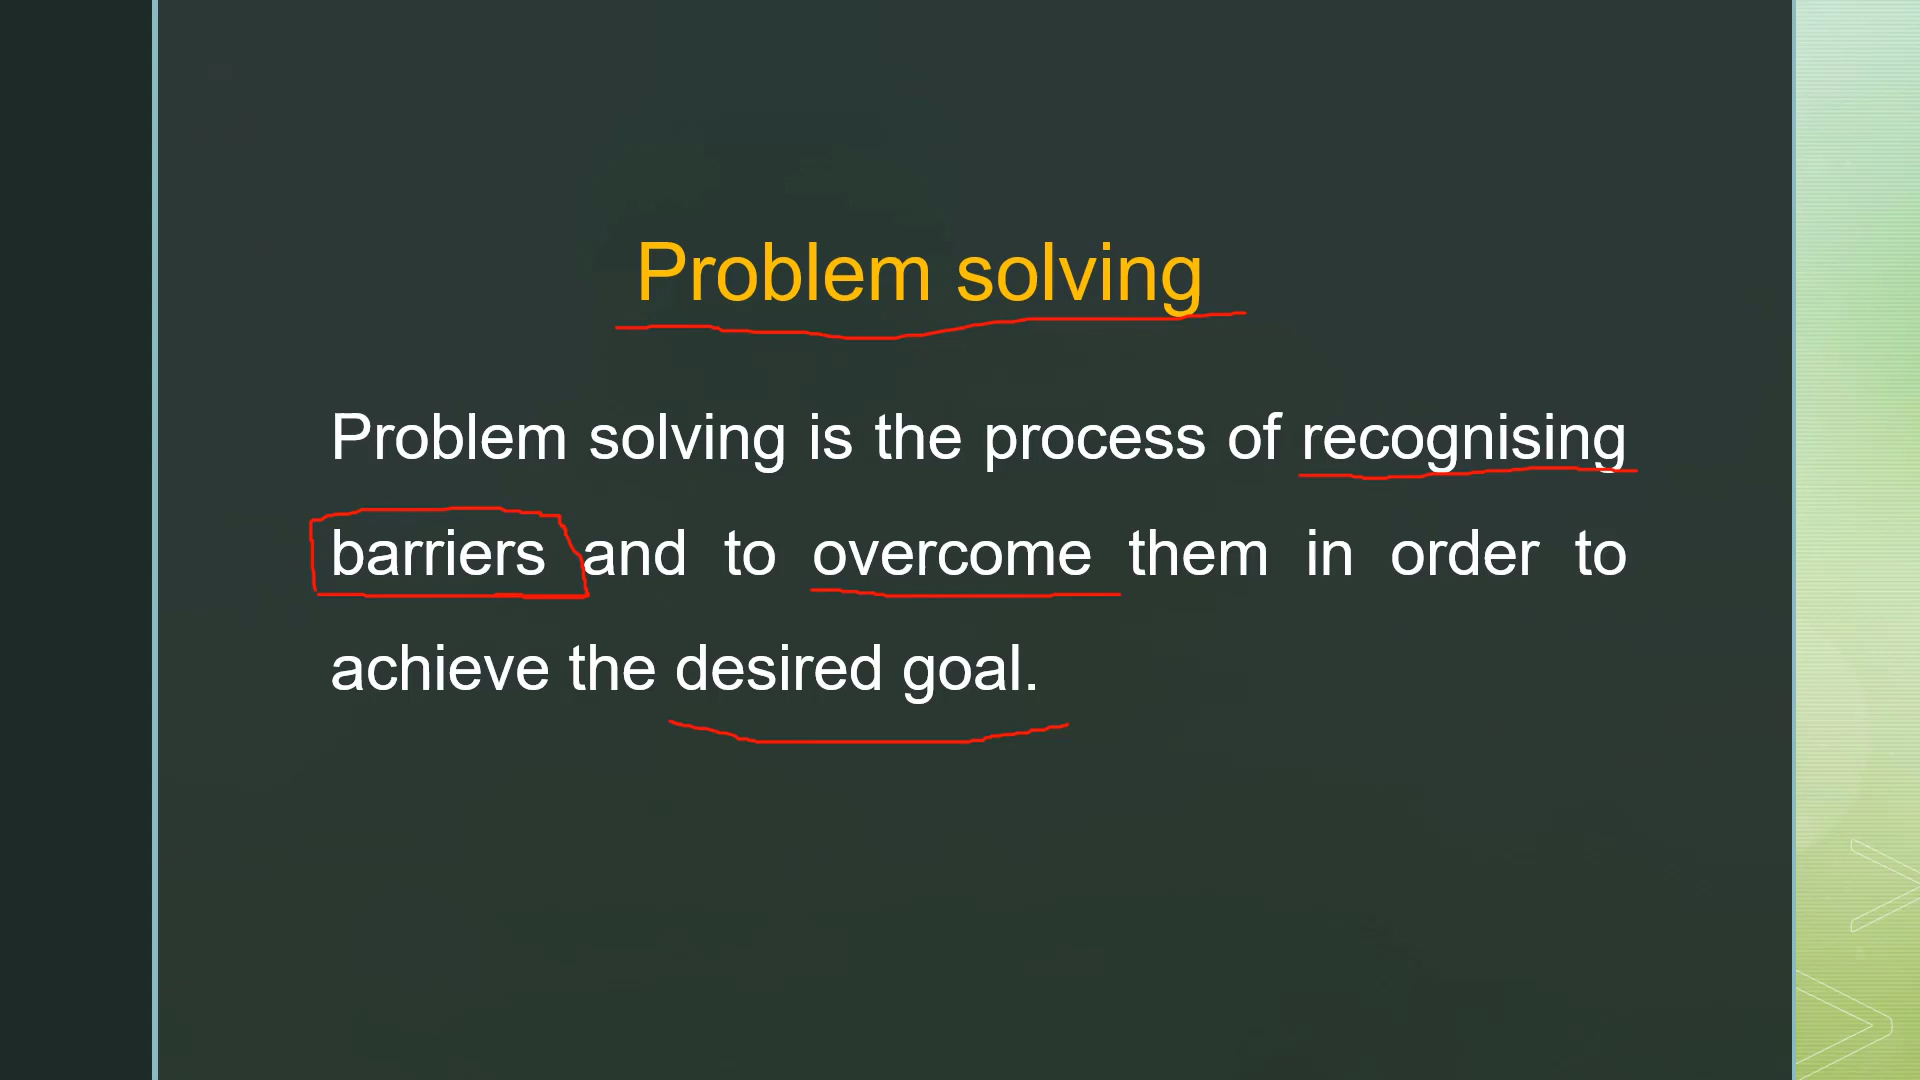 Problem solving
Problem solving is the process of recognising
barriers and to overcome them in order to
achieve the desired goal.